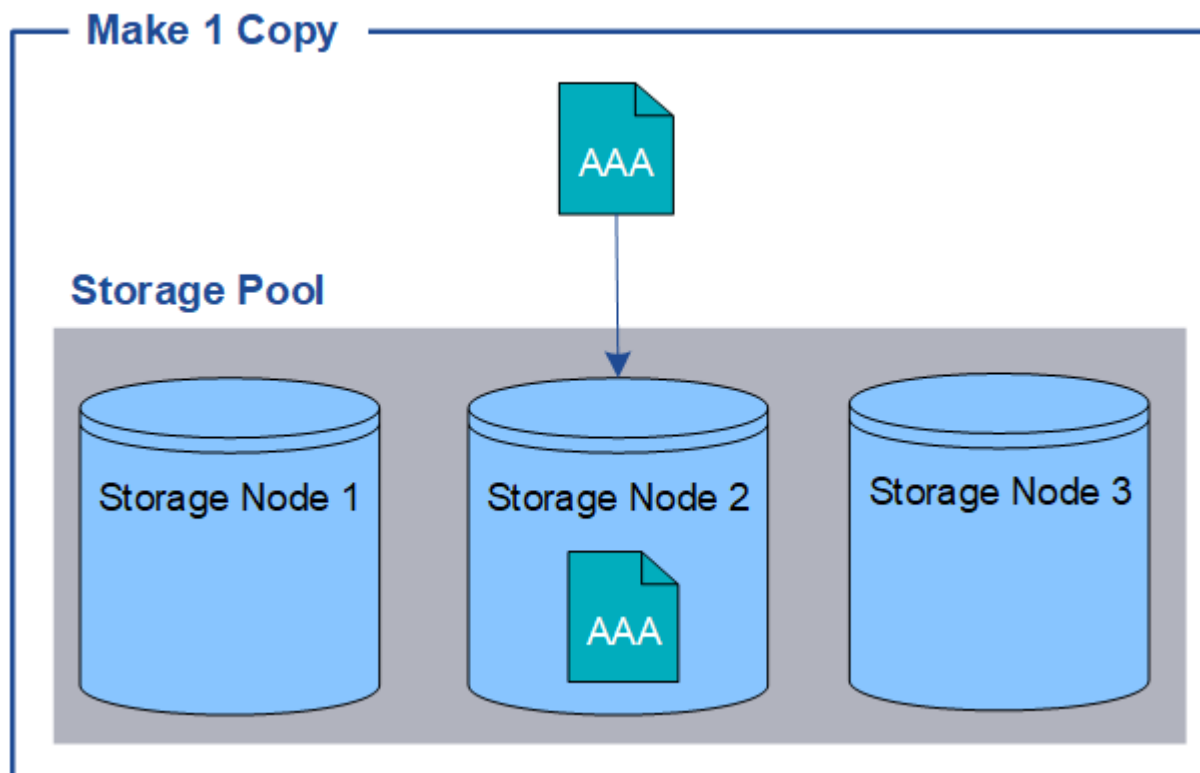 Make 1 Copy
AAA
Storage Pool
Storage Node 1
Storage Node 2
Storage Node 3
AAA